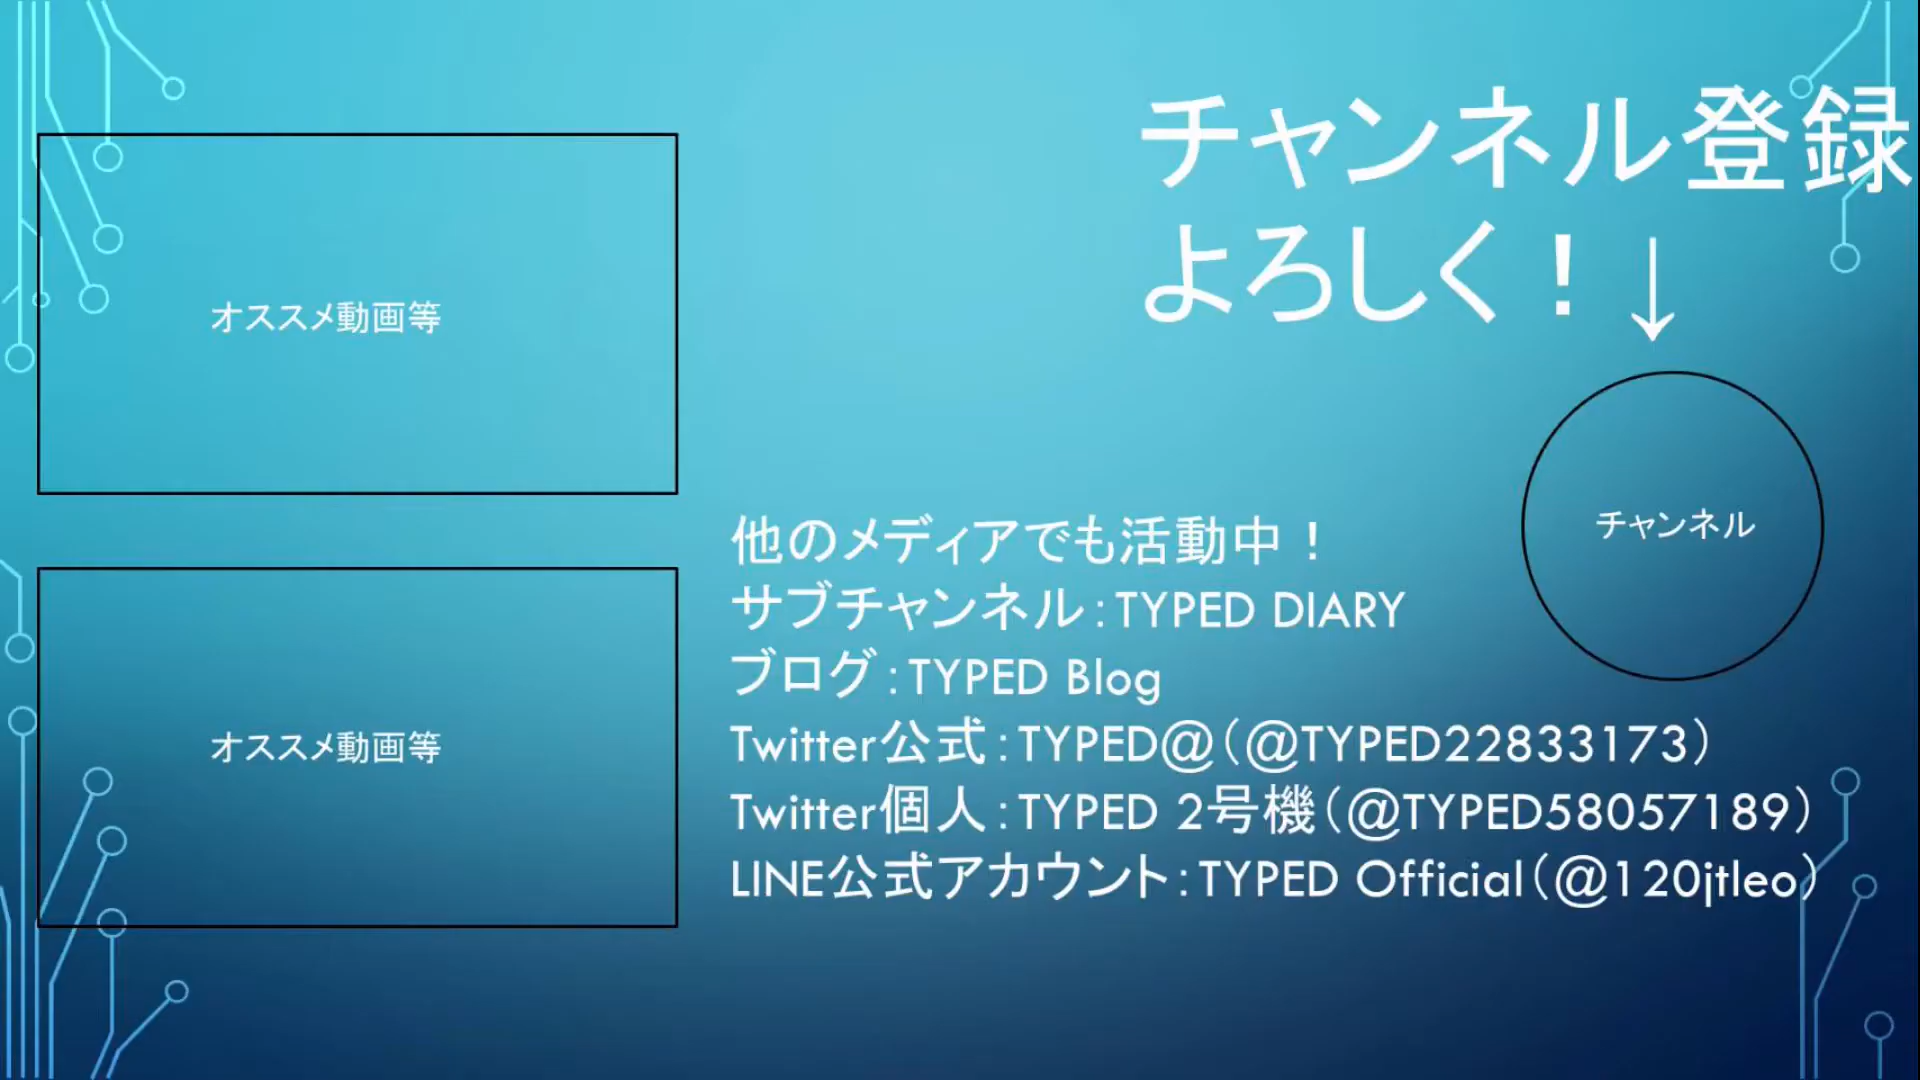 チャンネル登録
よろしく！↓
オススメ動画等
チャンネル
他のメディアでも活動中！
サブチャンネル：TYPED DIARY
ブログ：TYPED Blog
Twitter公式：TYPED@（@TYPED22833173）
Twitter個人：TYPED 2号機（@TYPED58057189）
LINE公式アカウント：TYPED Official（@120jtleo）
オススメ動画等